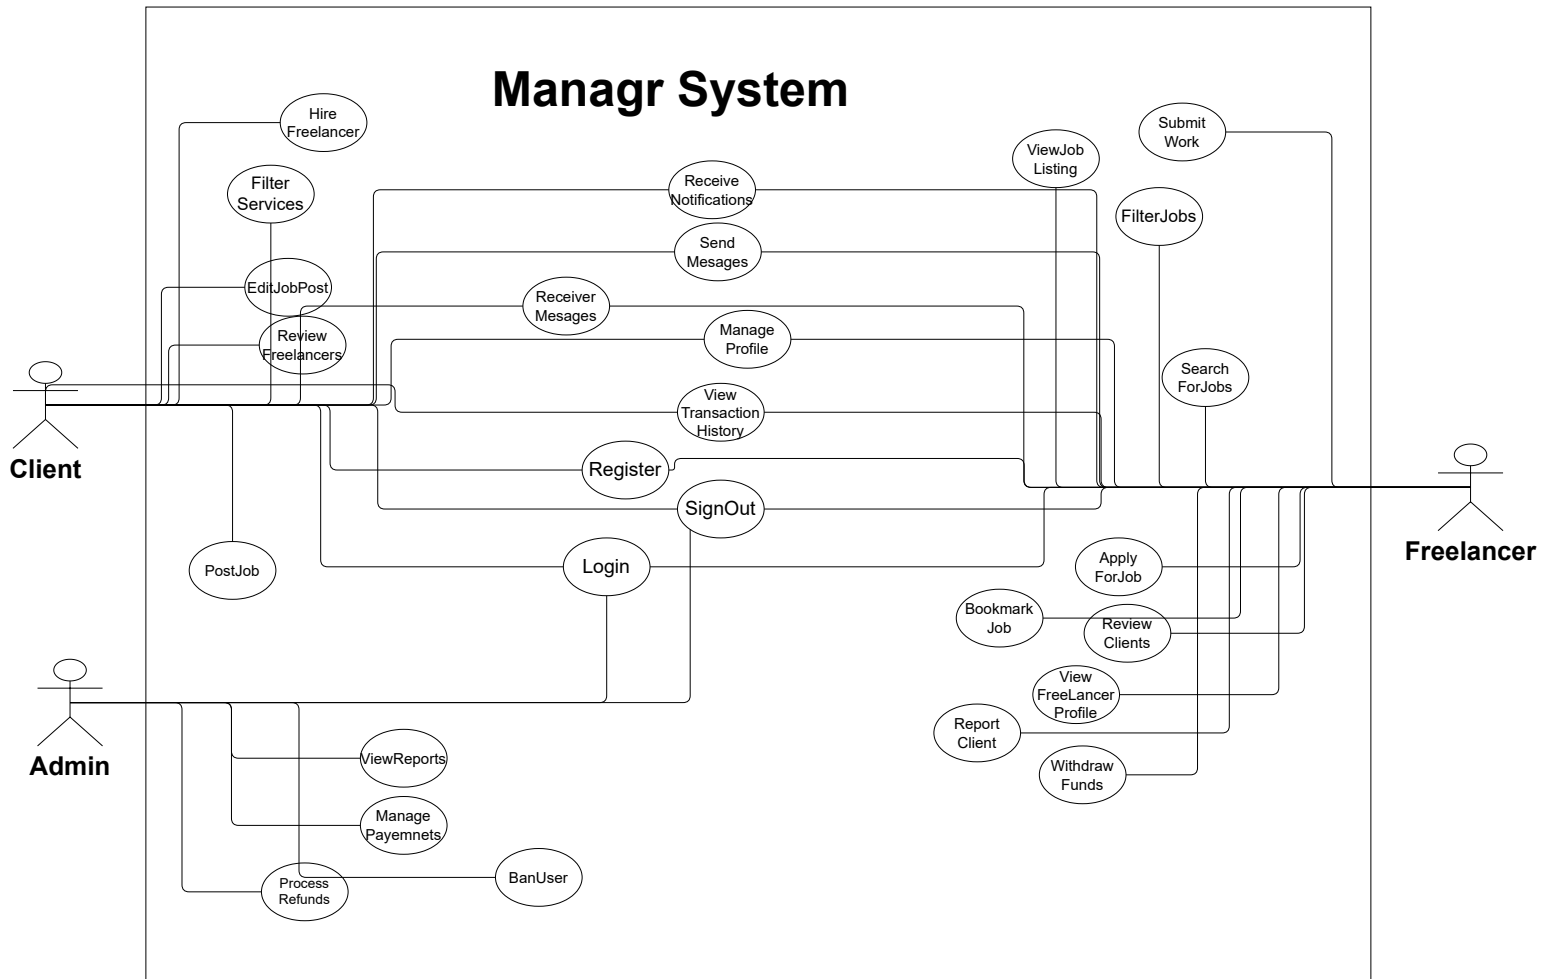 Managr System
Hire
Freelancer
Submit
Work
ViewJob
Listing
Filter
Services
Receive
Notifications
FilterJobs
Send
Mesages
EditJobPost
Receiver
Mesages
Review
Freelancers
Manage
Profile
Search
ForJobs
View
Transaction
History
Client
Register
SignOut
Freelancer
PostJob
Login
Apply
ForJob
Bookmark
Job
Review
Clients
View
FreeLancer
Profile
Report
Client
Admin
ViewReports
Withdraw
Funds
Manage
Payemnets
Process
Refunds
BanUser